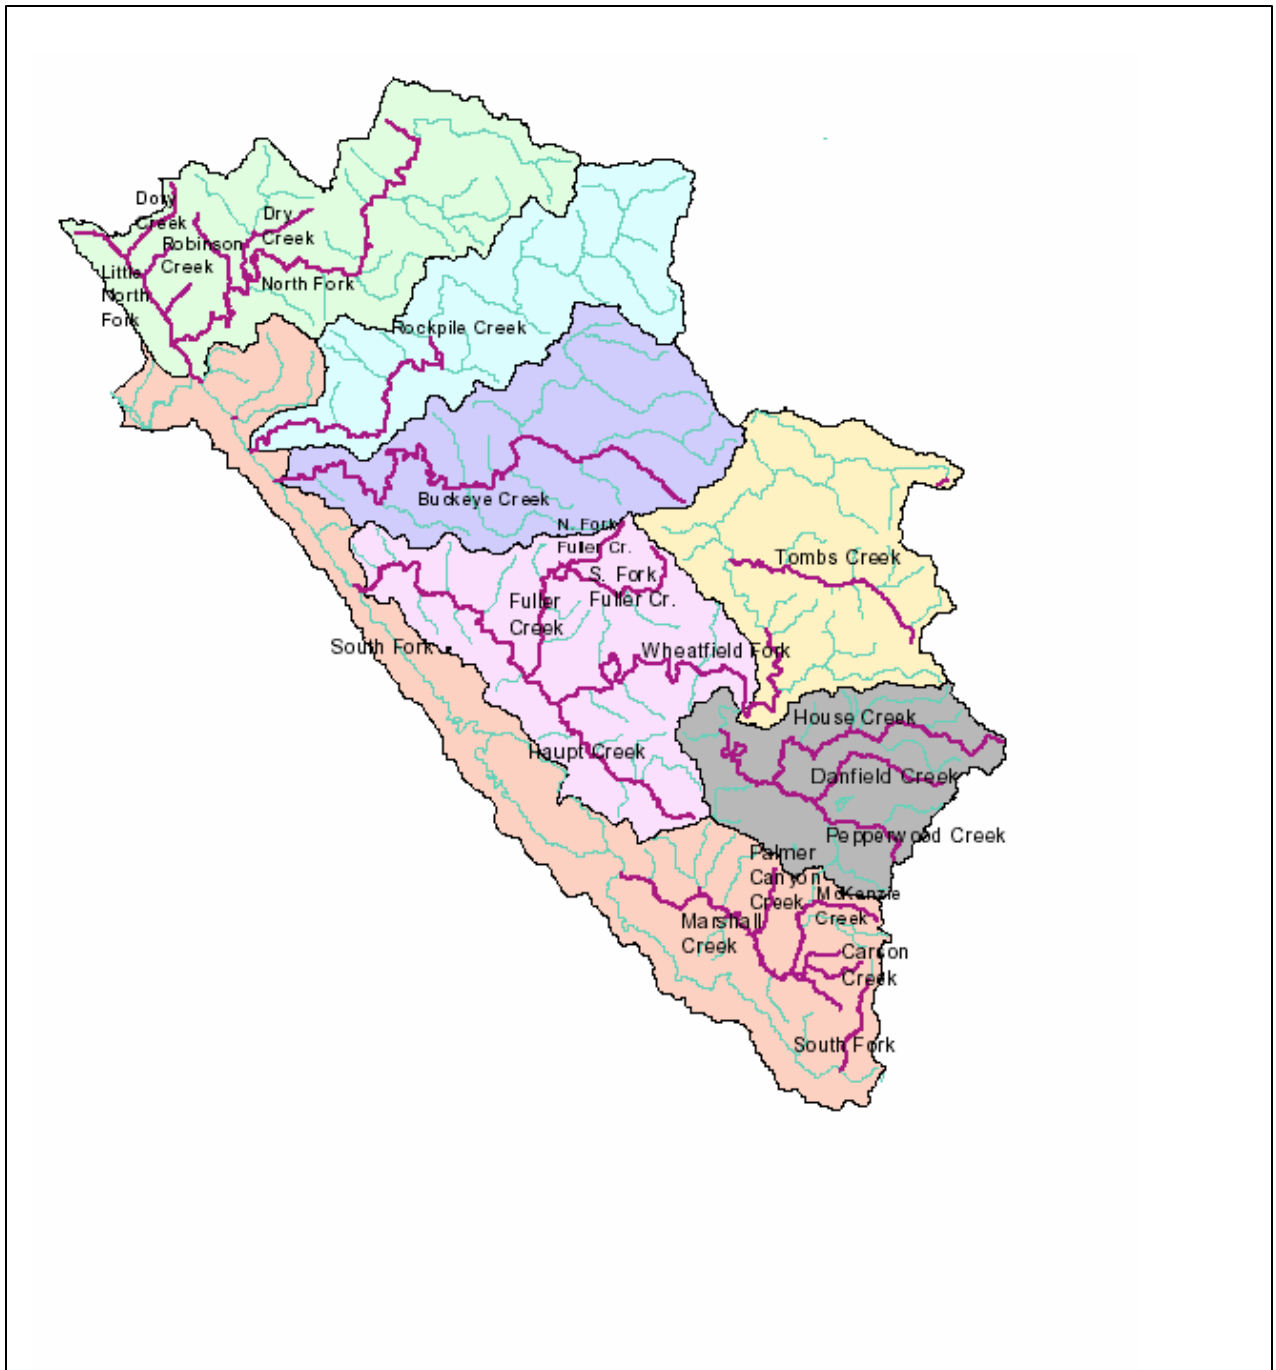 Dory
Creek
Dry
Creek
Robinson
Creek
Little
North
Fork
North Fork
Rockpile Creek
Buckeye Creek
N. Fork
Fuller Cr.
S. Fork
Fuller Cr.
Tombs Creek
Fuller
Creek
South Fork
Wheatfield Fork
House Creek
Haupt Creek
Danfield Creek
Pepperwood Creek
Palmer
Canyon
Creek
McKenzie
Creek
Marshall
Creek
Carson
Creek
South Fork